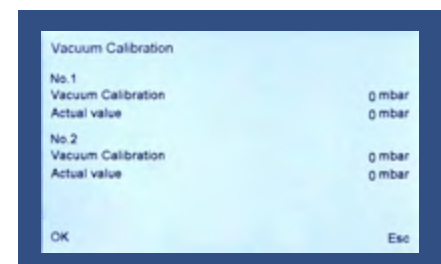 Vacuum Calibration
No.1
Vacuum Calibration 0 mbar
Actual value 0 mbar
No.2
Vacuum Calibration 0 mbar
Actual value 0 mbar
OK Esc